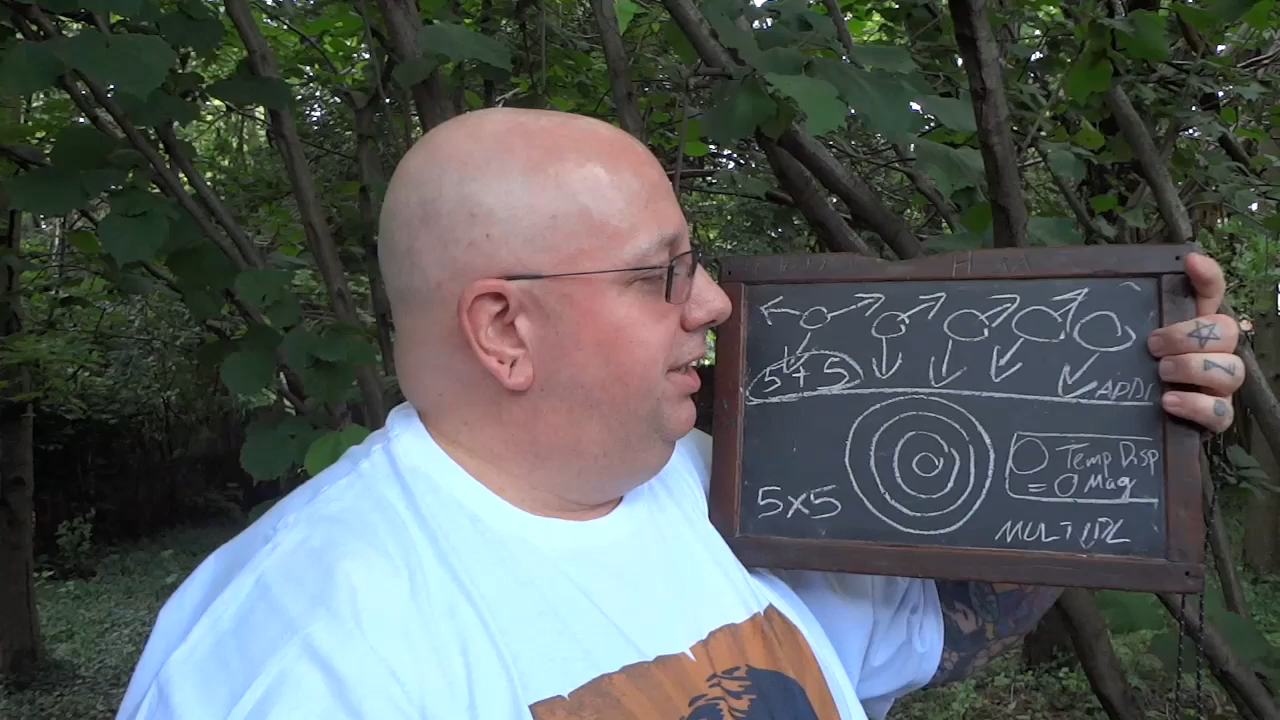 5+5
ADDI
5x5
Temp Disp
= 0 Mag
MULTIPL